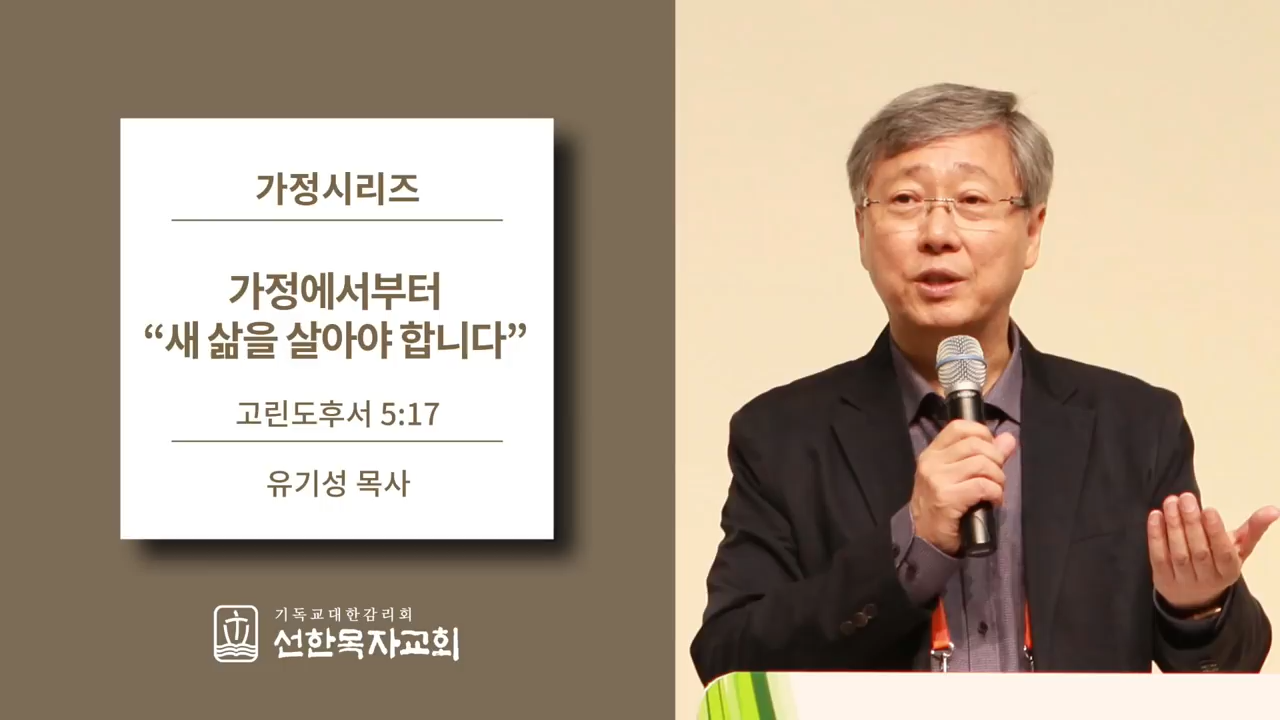 가정시리즈
가정에서부터
“새 삶을 살아야 합니다”
고린도후서 5:17
유기성 목사
기독교대한감리회
선한목자교회